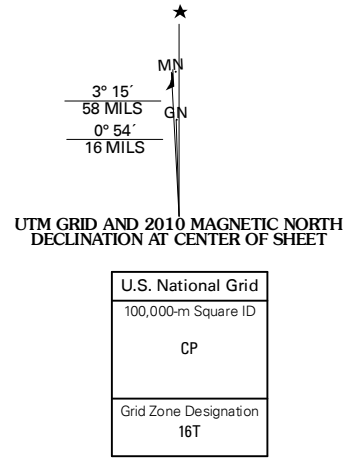 ★
MN
3° 15´
58 MILS
GN
0° 54´
16 MILS
UTM GRID AND 2010 MAGNETIC NORTH
DECLINATION AT CENTER OF SHEET
U.S. National Grid
100,000-m Square ID
CP
Grid Zone Designation
16T